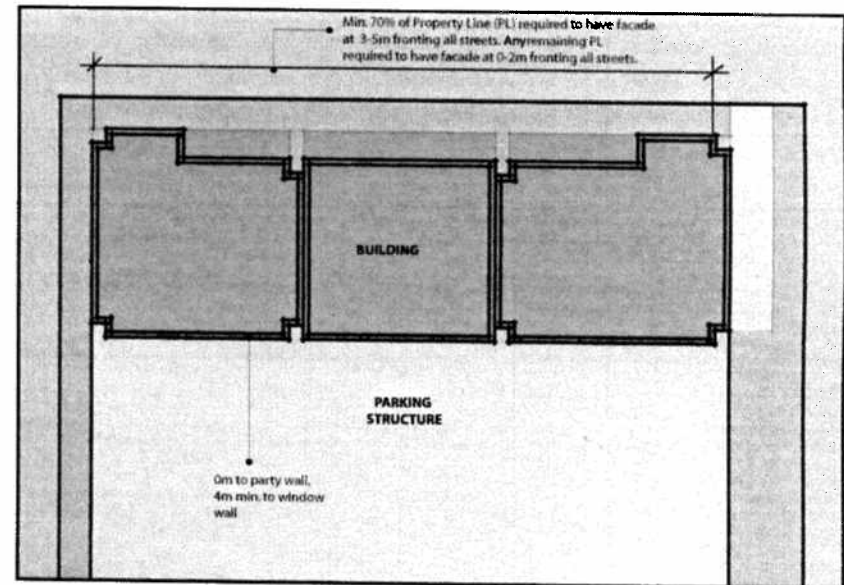 Min. 70% of Property Line (PL) required to have facade
at 3-5m fronting all streets. Anyremaining PL
required to have facade at 0-2m fronting all streets.
BUILDING
PARKING
STRUCTURE
0m to party wall,
4m min. to window
wall